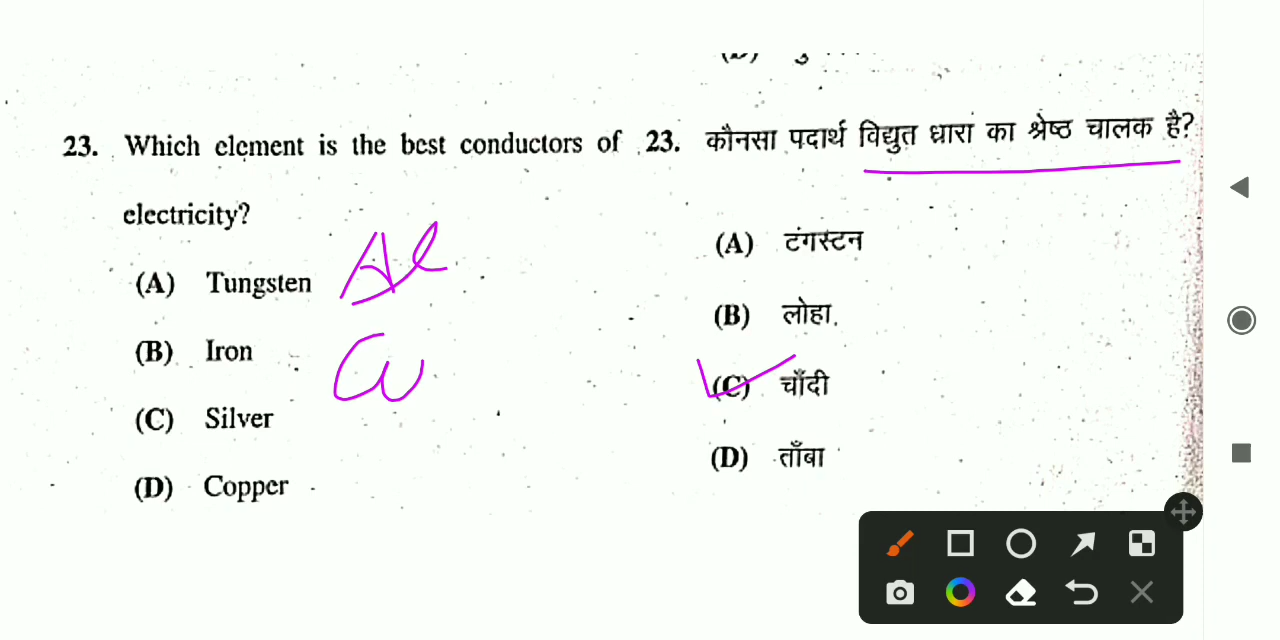 23. Which element is the best conductors of
electricity?
(A) Tungsten
(B) Iron
(C) Silver
(D) Copper
Al
Cu
23. कौनसा पदार्थ विद्युत धारा का श्रेष्ठ चालक है?
(A) टंगस्टन
(B) लोहा
(C) चाँदी
(D) ताँबा